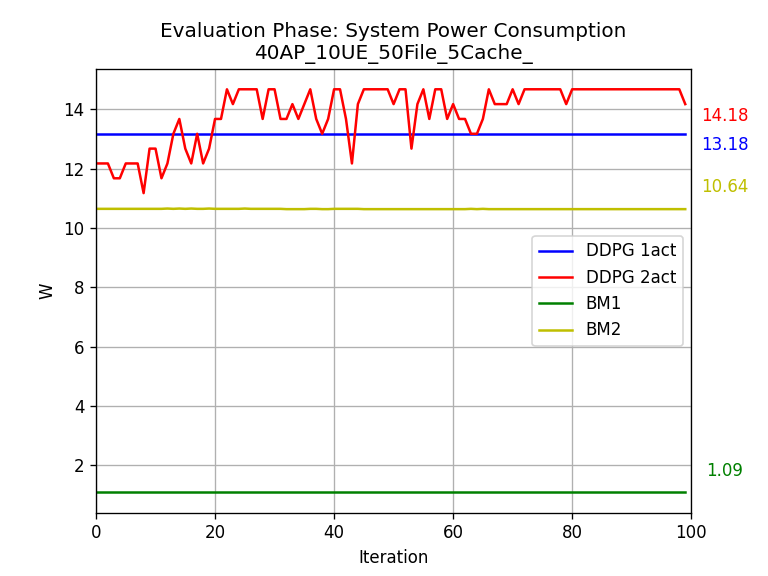 Evaluation Phase: System Power Consumption
40AP_10UE_50File_5Cache_
14
12
10
8
6
4
2
W
0
20
40
60
80
100
Iteration
DDPG 1act
DDPG 2act
BM1
BM2
14.18
13.18
10.64
1.09